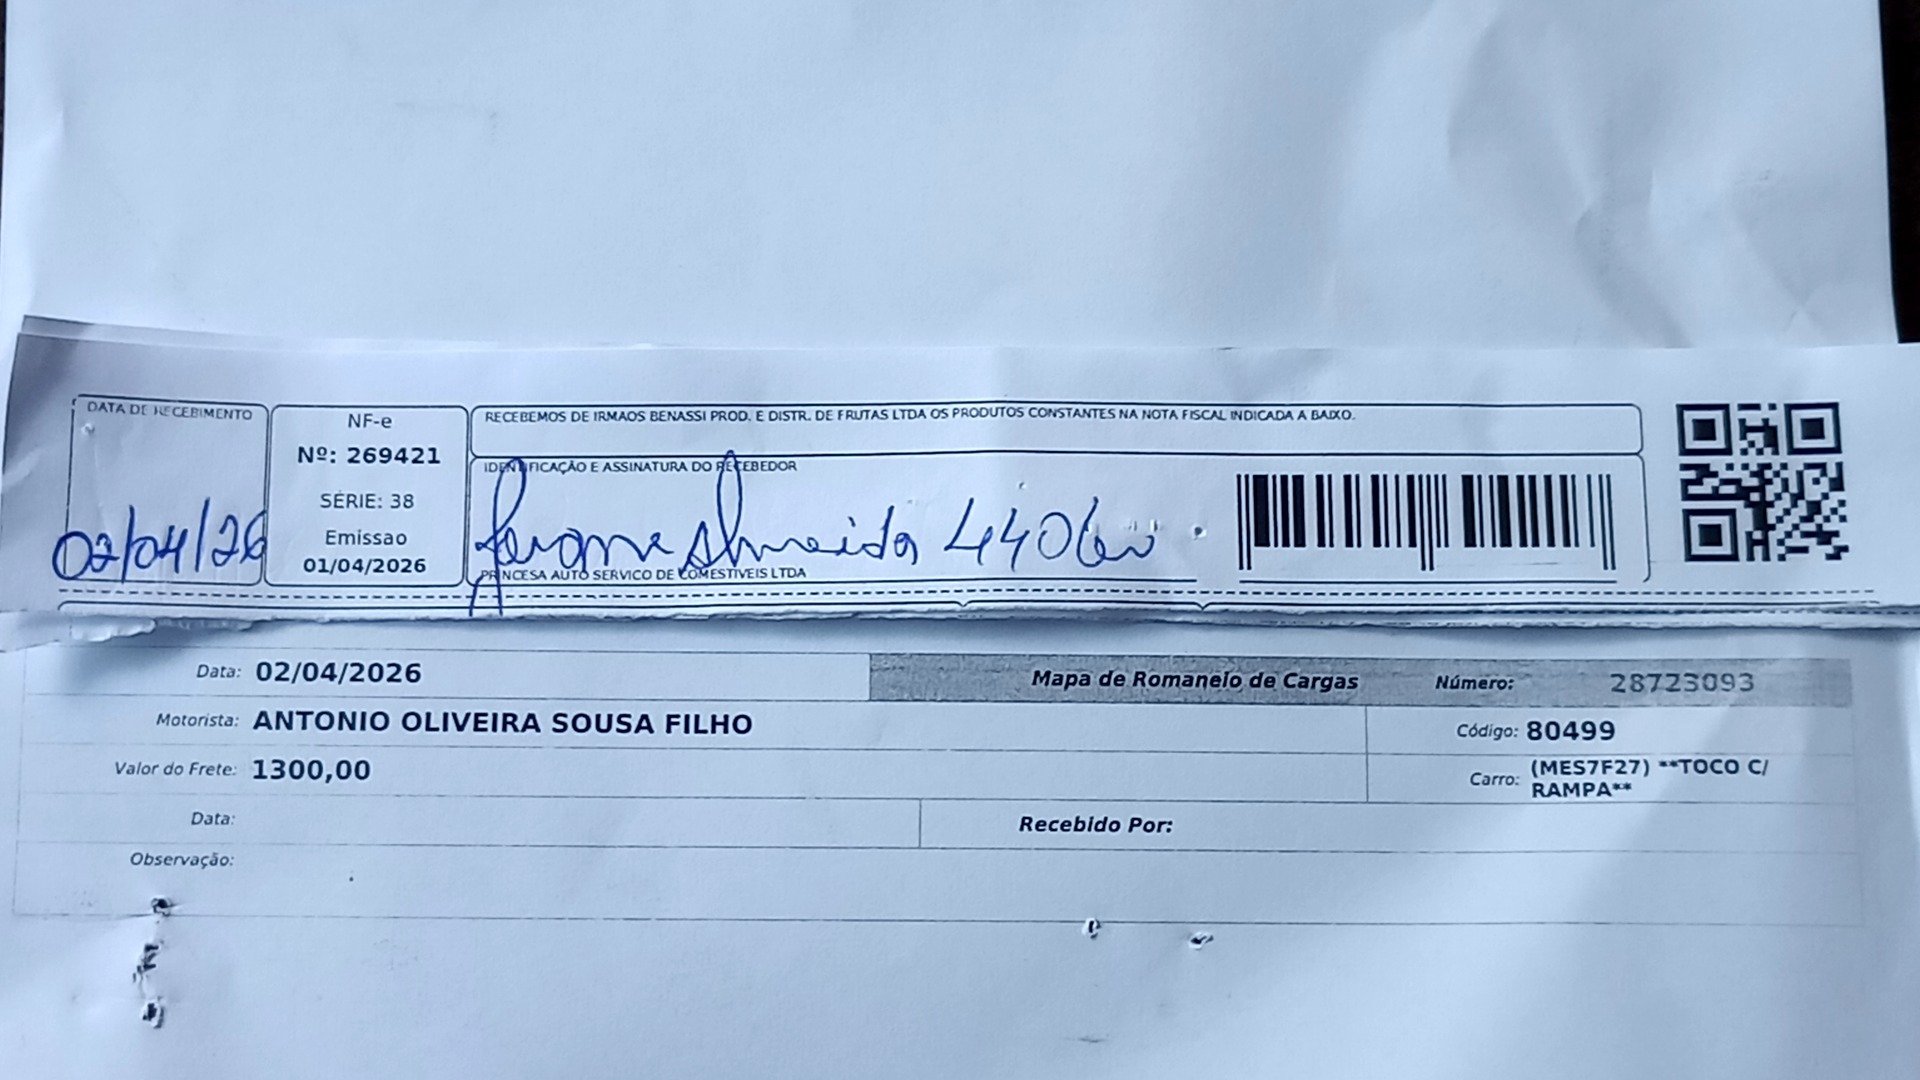 DATA DE RECEBIMENTO
02/04/26
NF-e
Nº: 269421
SÉRIE: 38
Emissao
01/04/2026
RECEBEMOS DE IRMAOS BENASSI PROD. E DISTR. DE FRUTAS LTDA OS PRODUTOS CONSTANTES NA NOTA FISCAL INDICADA A BAIXO.
IDENTIFICAÇÃO E ASSINATURA DO RECEBEDOR
Almeida
PRINCESA AUTO SERVICO DE COMESTIVEIS LTDA
Data: 02/04/2026
Mapa de Romaneio de Cargas Número: 28723093
Motorista: ANTONIO OLIVEIRA SOUSA FILHO
Código: 80499
Valor do Frete: 1300,00
Carro: (MES7F27) **TOCO C/
RAMPA**
Data:
Recebido Por:
Observação: